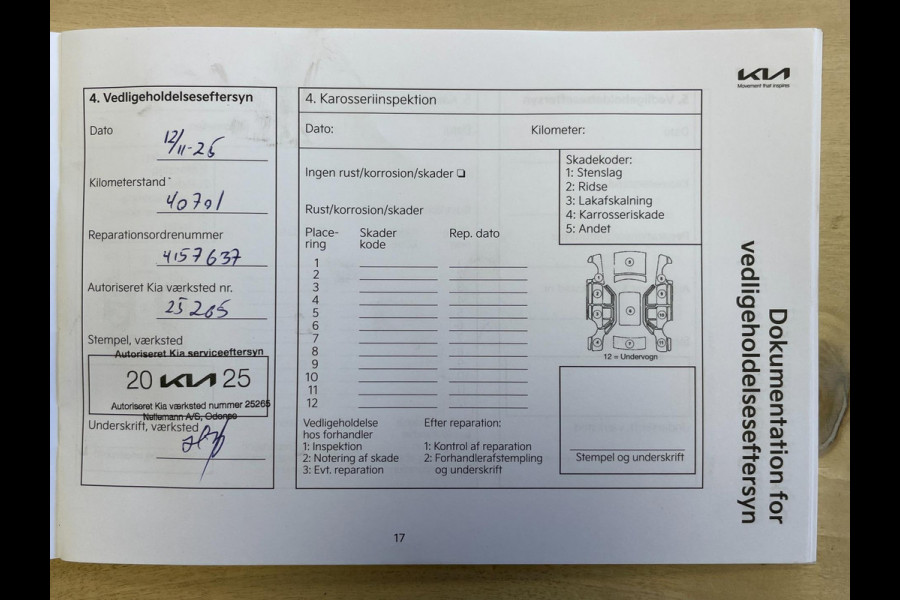 KIA
Movement that inspires
4. Vedligeholdelseseftersyn
Dato
12/11-25
Kilometerstand
40701
Reparationsordrenummer
4157637
Autoriseret Kia værksted nr.
25265
Stempel, værksted
Autoriseret Kia serviceeftersyn
20 KIA 25
Autoriseret Kia værksted nummer 25265
Nellemann A/S, Odense
Underskrift, værksted
4. Karosseriinspektion
Dato:
Kilometer:
Ingen rust/korrosion/skader ❏
Rust/korrosion/skader
Place-
ring
Skader
kode
Rep. dato
1
2
3
4
5
6
7
8
9
10
11
12
Skadekoder:
1: Stenslag
2: Ridse
3: Lakafskalning
4: Karrosseriskade
5: Andet
12 = Undervogn
Vedligeholdelse
hos forhandler
1: Inspektion
2: Notering af skade
3: Evt. reparation
Efter reparation:
1: Kontrol af reparation
2: Forhandlerafstempling
og underskrift
Stempel og underskrift
Dokumentation for
vedligeholdelseseftersyn
17